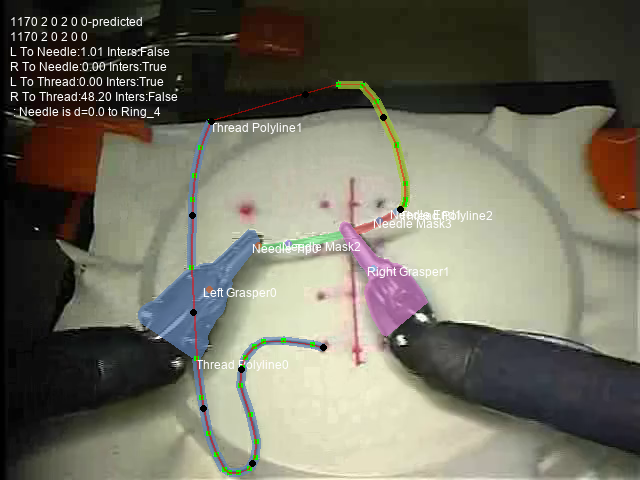 1170 2 0 2 0 0-predicted
1170 2 0 2 0 0
L To Needle:1.01 Inters:False
R To Needle:0.00 Inters:True
L To Thread:0.00 Inters:True
R To Thread:48.20 Inters:False
: Needle is d=0.0 to Ring_4
Thread Polyline1
Polyline2
Needle Mask3
Needle Mask2
Right Grasper1
Left Grasper0
Thread Polyline0